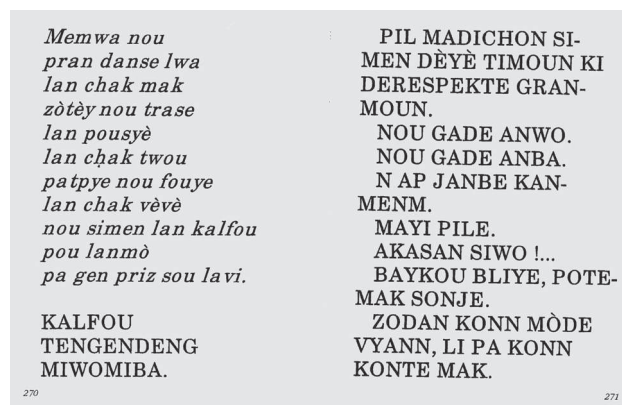 Memwa nou
pran danse lwa
lan chak mak
zòtèy nou trase
lan pousyè
lan chak twou
patpye nou fouye
lan chak vèvè
nou simen lan kalfou
pou lanmò
pa gen priz sou lavi.
KALFOU
TENGENDENG
MIWOMIBA.
270
PIL MADICHON SI-
MEN DÈYÈ TIMOUN KI
DERESPEKTE GRAN-
MOUN.
NOU GADE ANWO.
NOU GADE ANBA.
N AP JANBE KAN-
MENM.
MAYI PILE.
AKASAN SIWO !...
BAYKOU BLIYE, POTE-
MAK SONJE.
ZODAN KONN MÒDE
VYANN, LI PA KONN
KONTE MAK.
271